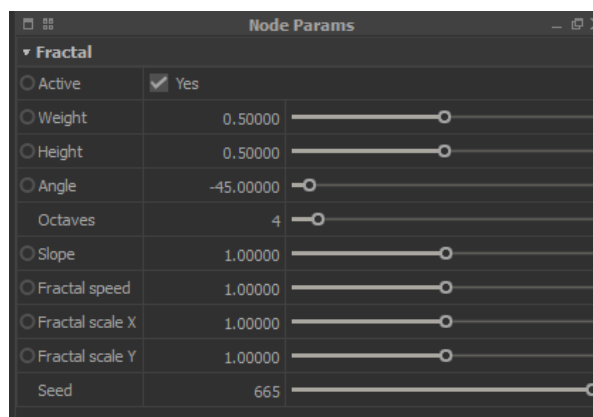 Node Params
Fractal
Active Yes
Weight 0.50000
Height 0.50000
Angle -45.00000
Octaves 4
Slope 1.00000
Fractal speed 1.00000
Fractal scale X 1.00000
Fractal scale Y 1.00000
Seed 665